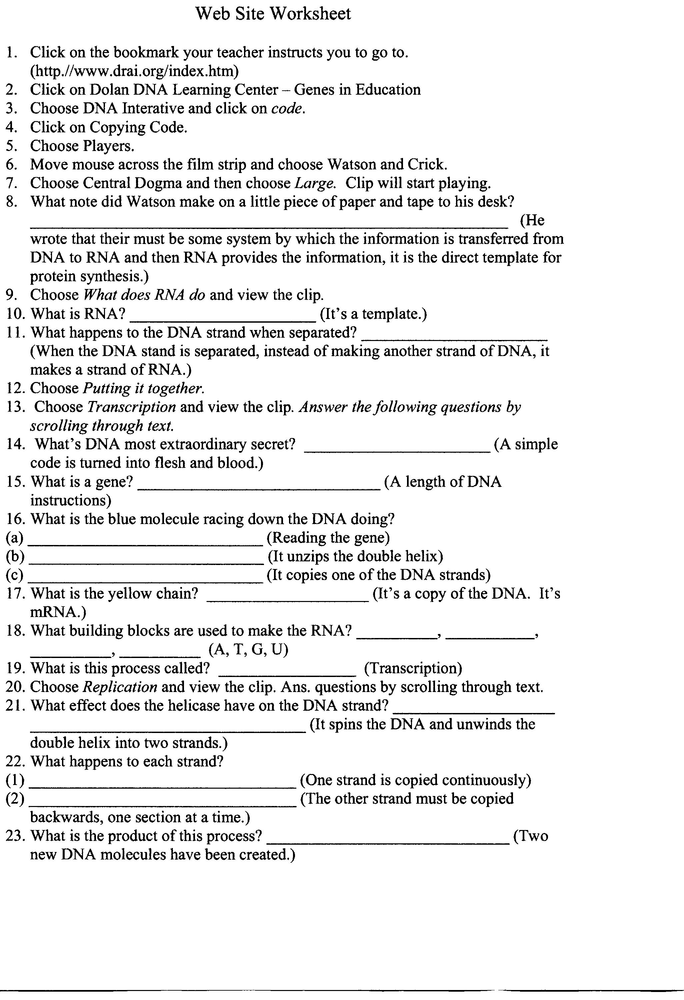 Web Site Worksheet
1. Click on the bookmark your teacher instructs you to go to.
(http.//www.drai.org/index.htm)
2. Click on Dolan DNA Learning Center – Genes in Education
3. Choose DNA Interative and click on code.
4. Click on Copying Code.
5. Choose Players.
6. Move mouse across the film strip and choose Watson and Crick.
7. Choose Central Dogma and then choose Large. Clip will start playing.
8. What note did Watson make on a little piece of paper and tape to his desk?
____________________ (He
wrote that their must be some system by which the information is transferred from
DNA to RNA and then RNA provides the information, it is the direct template for
protein synthesis.)
9. Choose What does RNA do and view the clip.
10. What is RNA? ____________________ (It's a template.)
11. What happens to the DNA strand when separated? ____________________
(When the DNA stand is separated, instead of making another strand of DNA, it
makes a strand of RNA.)
12. Choose Putting it together.
13. Choose Transcription and view the clip. Answer the following questions by
scrolling through text.
14. What's DNA most extraordinary secret? ____________________ (A simple
code is turned into flesh and blood.)
15. What is a gene? ____________________ (A length of DNA
instructions)
16. What is the blue molecule racing down the DNA doing?
(a) ____________________ (Reading the gene)
(b) ____________________ (It unzips the double helix)
(c) ____________________ (It copies one of the DNA strands)
17. What is the yellow chain? ____________________ (It's a copy of the DNA. It's
mRNA.)
18. What building blocks are used to make the RNA? __________, __________,
__________, __________ (A, T, G, U)
19. What is this process called? ____________________ (Transcription)
20. Choose Replication and view the clip. Ans. questions by scrolling through text.
21. What effect does the helicase have on the DNA strand? ____________________
____________________ (It spins the DNA and unwinds the
double helix into two strands.)
22. What happens to each strand?
(1) ____________________ (One strand is copied continuously)
(2) ____________________ (The other strand must be copied
backwards, one section at a time.)
23. What is the product of this process? ____________________ (Two
new DNA molecules have been created.)